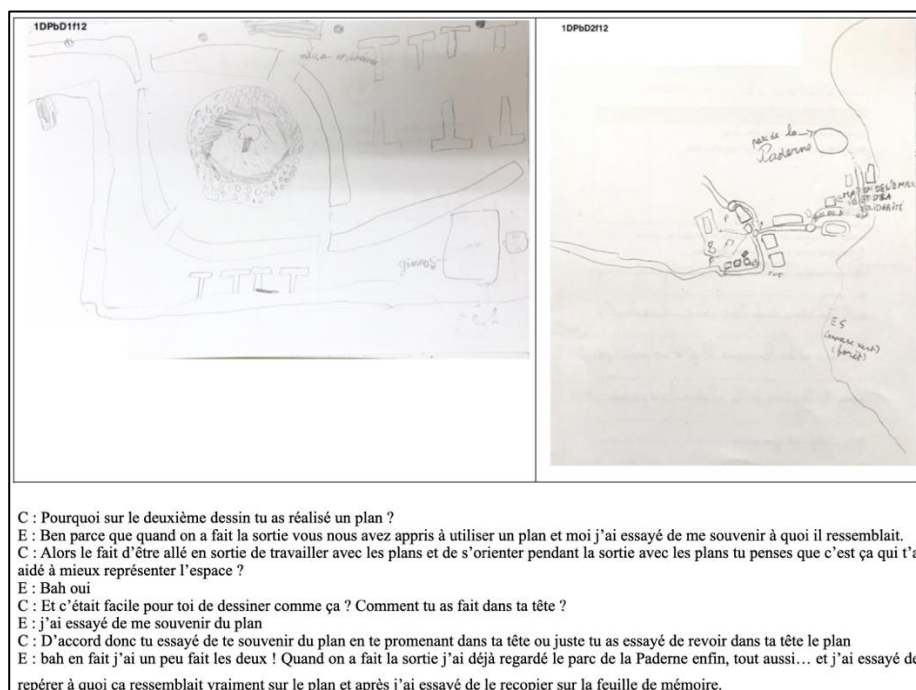 1DPbD1f12
1DPbD2f12
gimnas
parc de la
Paderne
ES
(espace vert)
(forêt)
C : Pourquoi sur le deuxième dessin tu as réalisé un plan ?
E : Ben parce que quand on a fait la sortie vous nous avez appris à utiliser un plan et moi j’ai essayé de me souvenir à quoi il ressemblait.
C : Alors le fait d’être allé en sortie de travailler avec les plans et de s’orienter pendant la sortie avec les plans tu penses que c’est ça qui t’a
aidé à mieux représenter l’espace ?
E : Bah oui
C : Et c’était facile pour toi de dessiner comme ça ? Comment tu as fait dans ta tête ?
E : j’ai essayé de me souvenir du plan
C : D’accord donc tu essayé de te souvenir du plan en te promenant dans ta tête ou juste tu as essayé de revoir dans ta tête le plan
E : bah en fait j’ai un peu fait les deux ! Quand on a fait la sortie j’ai déjà regardé le parc de la Paderne enfin, tout aussi… et j’ai essayé de
repérer à quoi ça ressemblait vraiment sur le plan et après j’ai essayé de le recopier sur la feuille de mémoire.